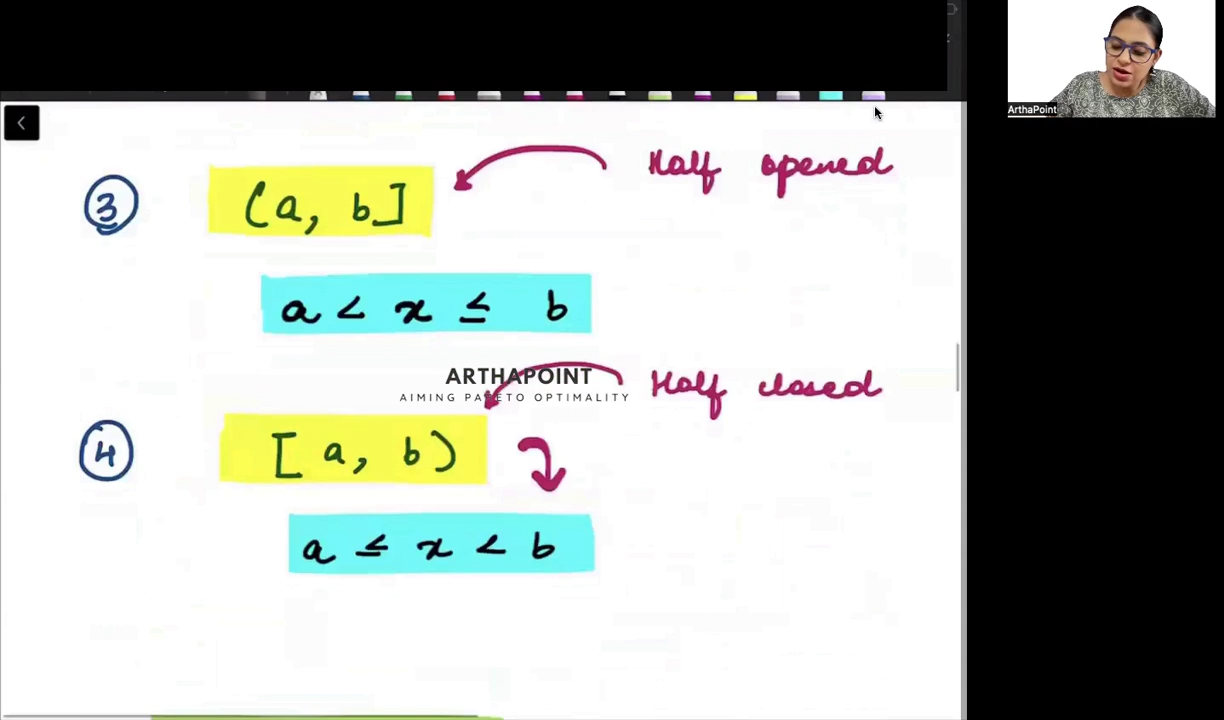 ArthaPoint
3 (a, b] Half opened
a < x ≤ b
ARTHAPOINT
AIMING PARETO OPTIMALITY
Half closed
4 [a, b)
a ≤ x < b